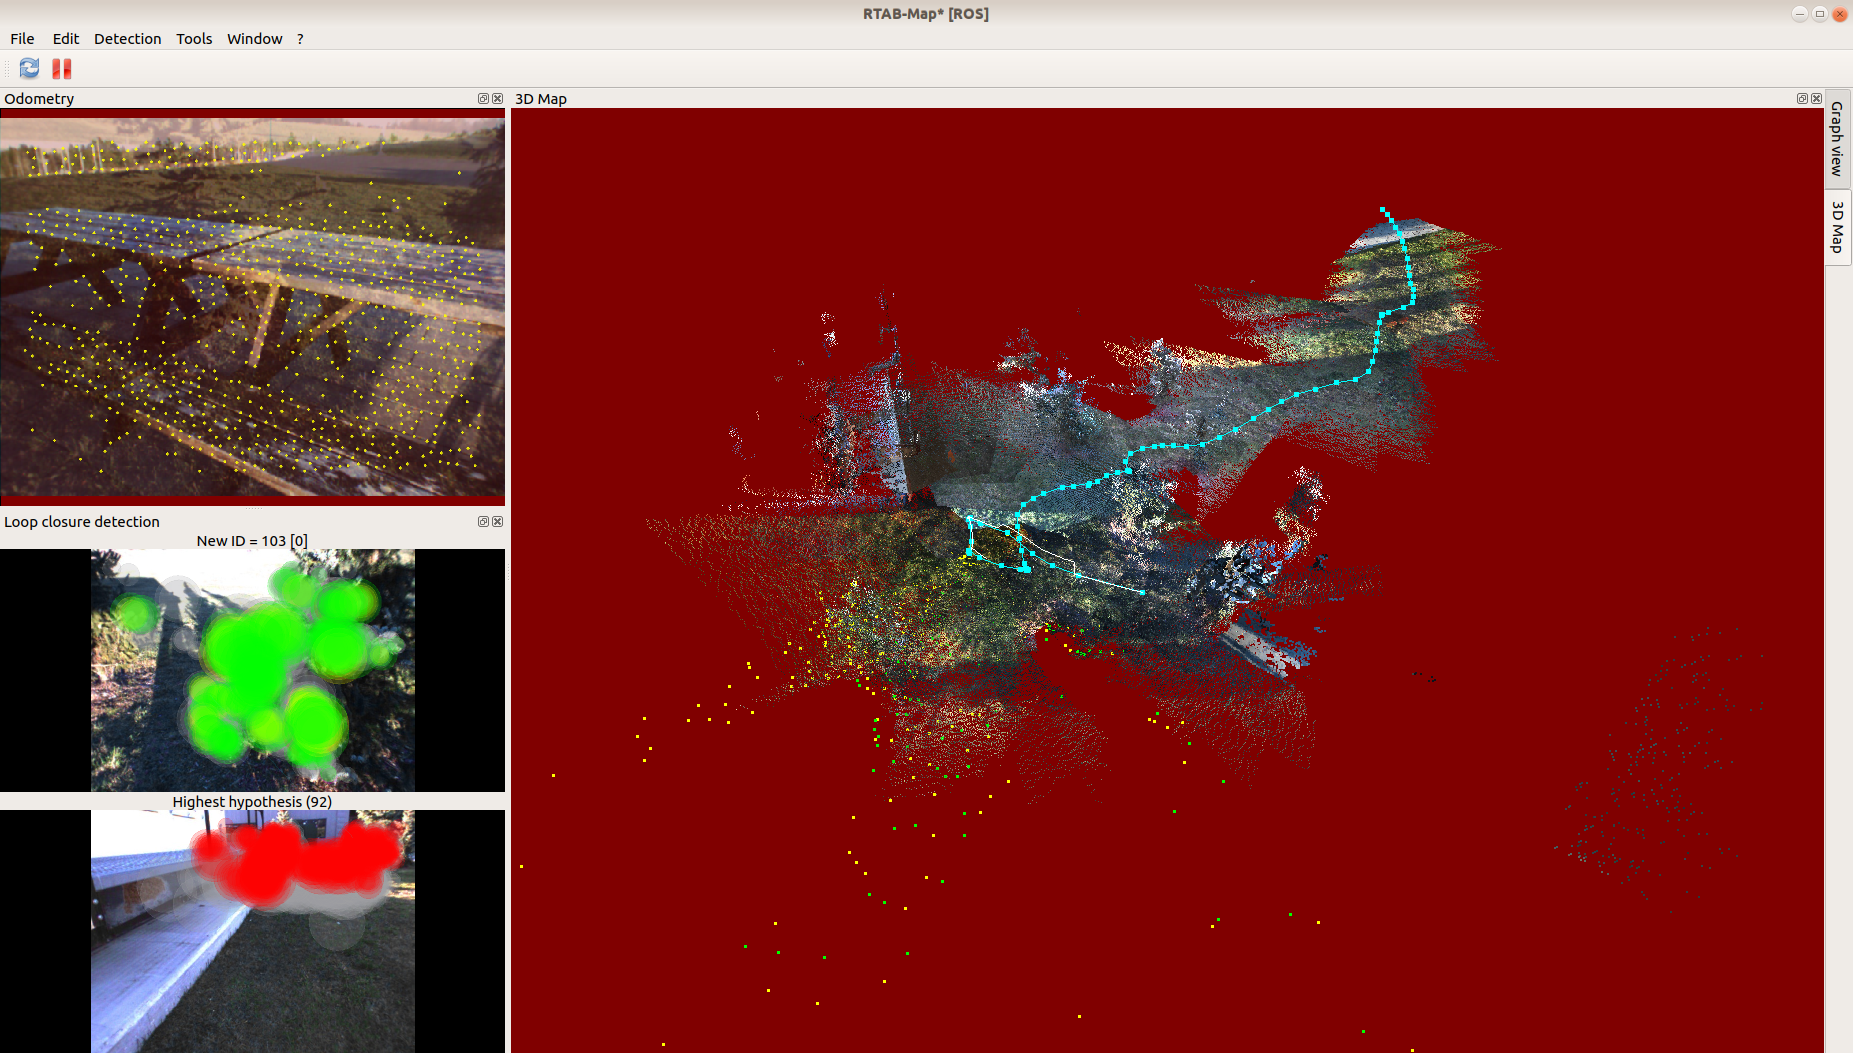 RTAB-Map* [ROS]
File Edit Detection Tools Window ?
Odometry
3D Map
Graph view
3D Map
Loop closure detection
New ID = 103 [0]
Highest hypothesis (92)